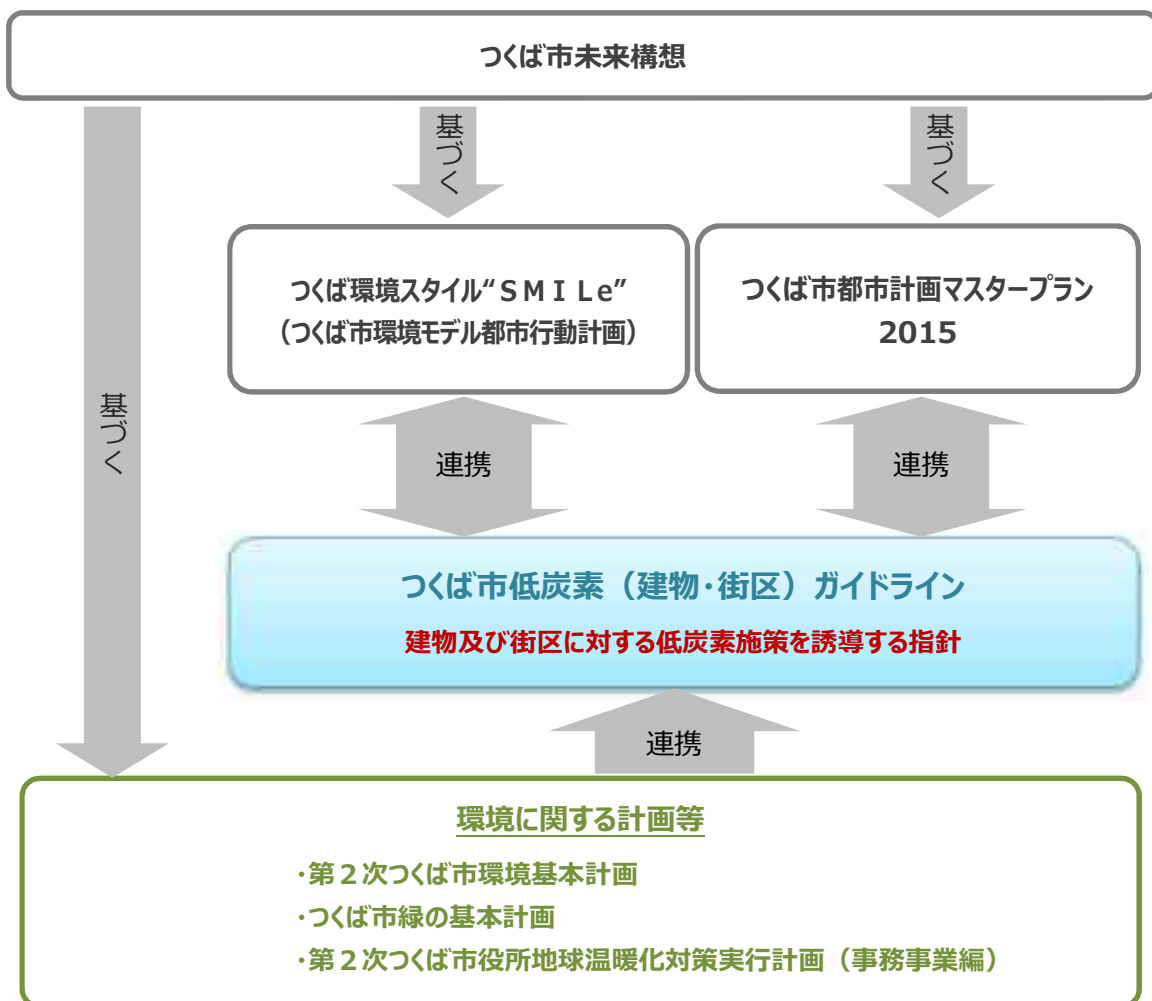 つくば市未来構想
基づく
基づく
つくば環境スタイル“ＳＭＩＬｅ”
（つくば市環境モデル都市行動計画）
つくば市都市計画マスタープラン
2015
基づく
連携
連携
つくば市低炭素（建物・街区）ガイドライン
建物及び街区に対する低炭素施策を誘導する指針
連携
環境に関する計画等
・第２次つくば市環境基本計画
・つくば市緑の基本計画
・第２次つくば市役所地球温暖化対策実行計画（事務事業編）